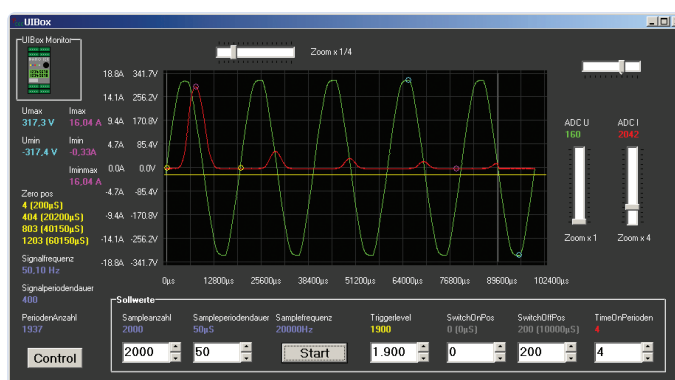 UIBox
UIBox Monitor
Zoom x 1/4
Umax Imax
317,3 V 16,04 A
Umin Imin
-317,4 V -0,33A
Iminmax
16,04 A
Zero pos
4 (200µS)
404 (20200µS)
803 (40150µS)
1203 (60150µS)
Signalfrequenz
50,10 Hz
Signalperiodendauer
400
PeriodenAnzahl
1937
Control
18.8A 341.7V
14.1A 256.2V
9.4A 170.8V
4.7A 85.4V
0.0A 0.0V
-4.7A -85.4V
-9.4A -170.8V
-14.1A -256.2V
-18.8A -341.7V
0µs 12800µs 25600µs 38400µs 51200µs 64000µs 76800µs 89600µs 102400µs
ADC U ADC I
160 2042
Zoom x 1 Zoom x 4
Sollwerte
Sampleanzahl Sampleperiodendauer Samplefrequenz Triggerlevel SwitchOnPos SwitchOffPos TimeOnPerioden
2000 50µS 20000Hz 1900 0 (0µS) 200 (10000µS) 4
2000 50 Start 1.900 0 200 4